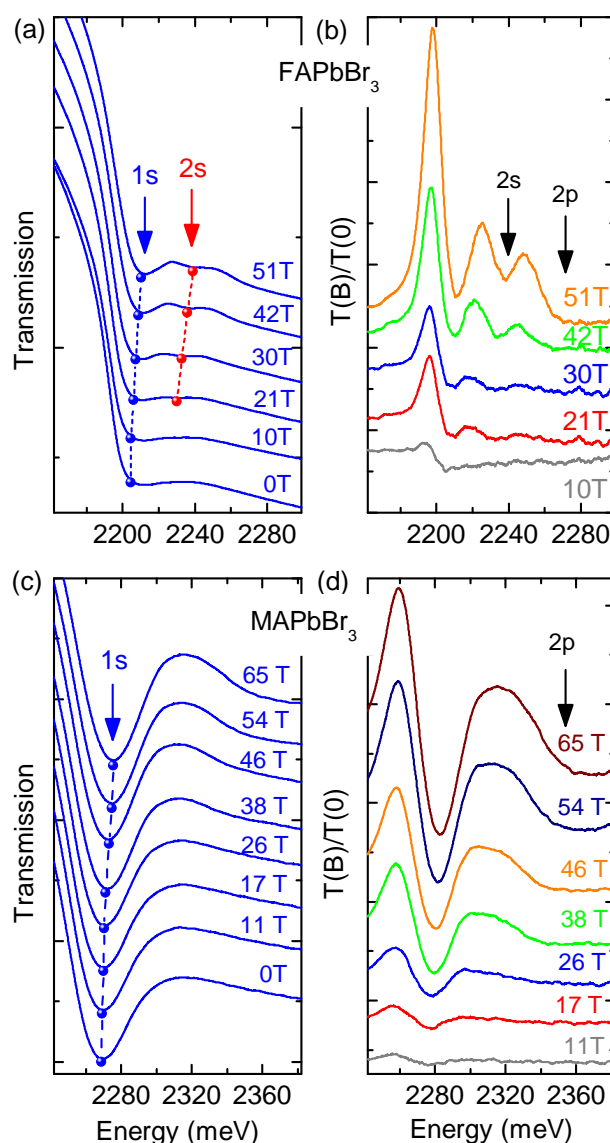 (a)
(b)
FAPbBr3
1s
2s
2s
2p
Transmission
T(B)/T(0)
51T
42T
30T
21T
10T
0T
51T
42T
30T
21T
10T
2200 2240 2280
2200 2240 2280
(c)
(d)
MAPbBr3
1s
2p
Transmission
T(B)/T(0)
65 T
54 T
46 T
38 T
26 T
17 T
11 T
0T
65 T
54 T
46 T
38 T
26 T
17 T
11T
2280 2320 2360
2280 2320 2360
Energy (meV)
Energy (meV)